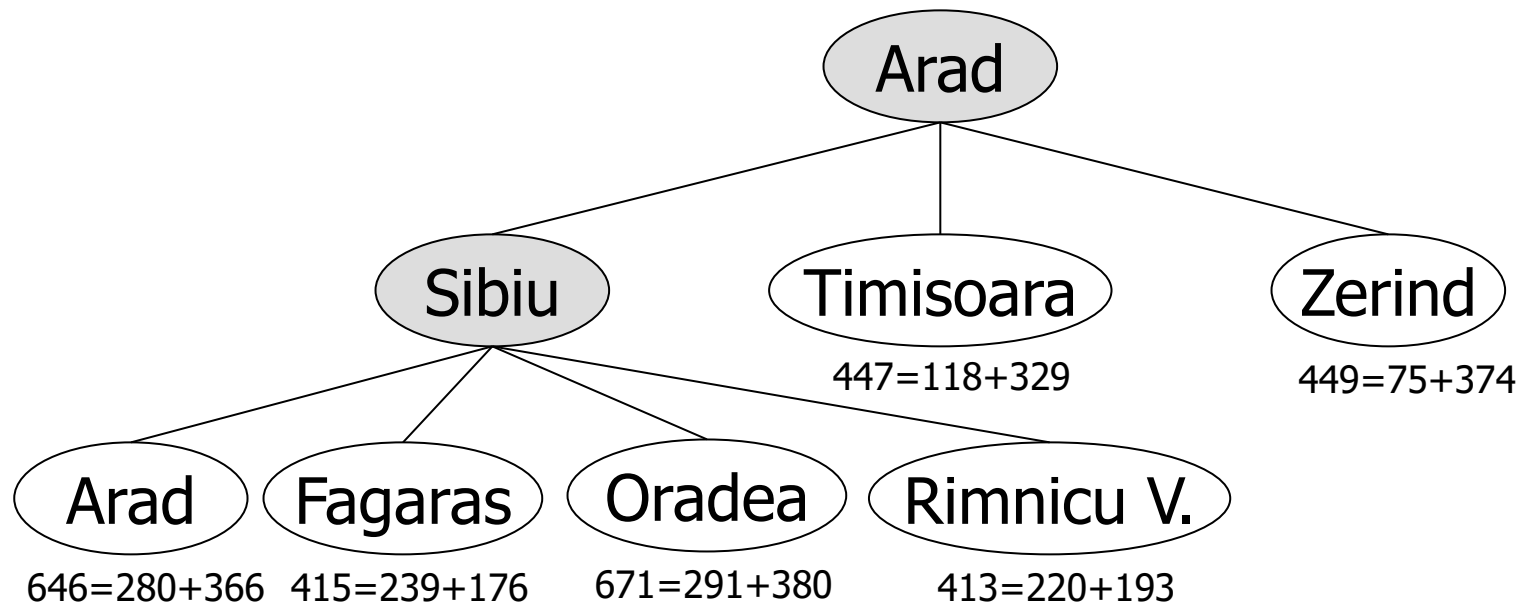 Arad
Sibiu
Timisoara
Zerind
447=118+329
449=75+374
Arad
Fagaras
Oradea
Rimnicu V.
646=280+366
415=239+176
671=291+380
413=220+193